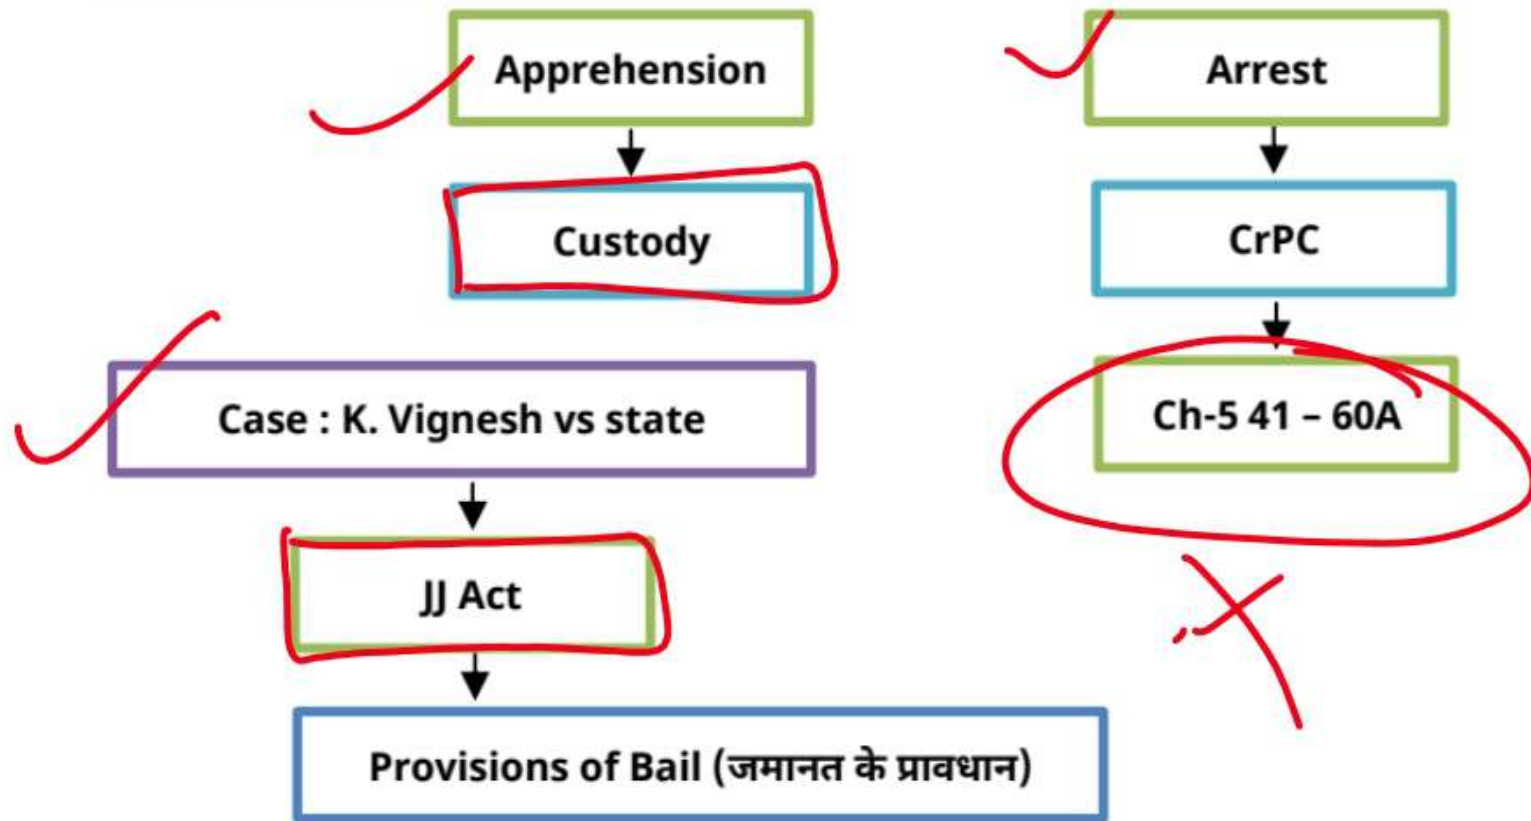 Apprehension
Arrest
Custody
CrPC
Case : K. Vignesh vs state
Ch-5 41 – 60A
JJ Act
Provisions of Bail (जमानत के प्रावधान)